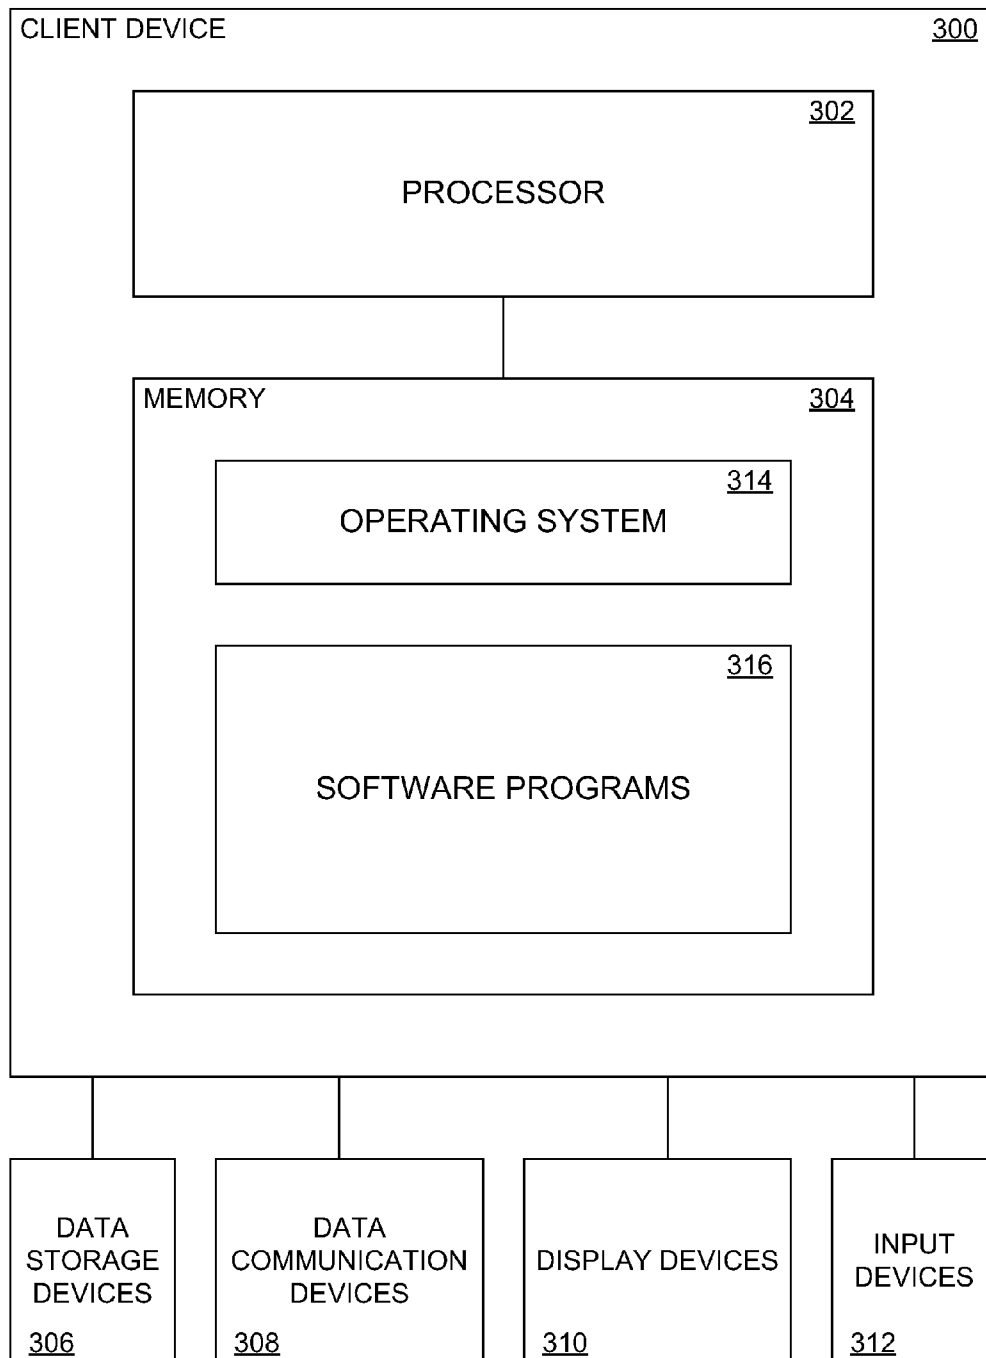 CLIENT DEVICE 300
302
PROCESSOR
MEMORY 304
314
OPERATING SYSTEM
316
SOFTWARE PROGRAMS
DATA
STORAGE
DEVICES
306
DATA
COMMUNICATION
DEVICES
308
DISPLAY DEVICES
310
INPUT
DEVICES
312